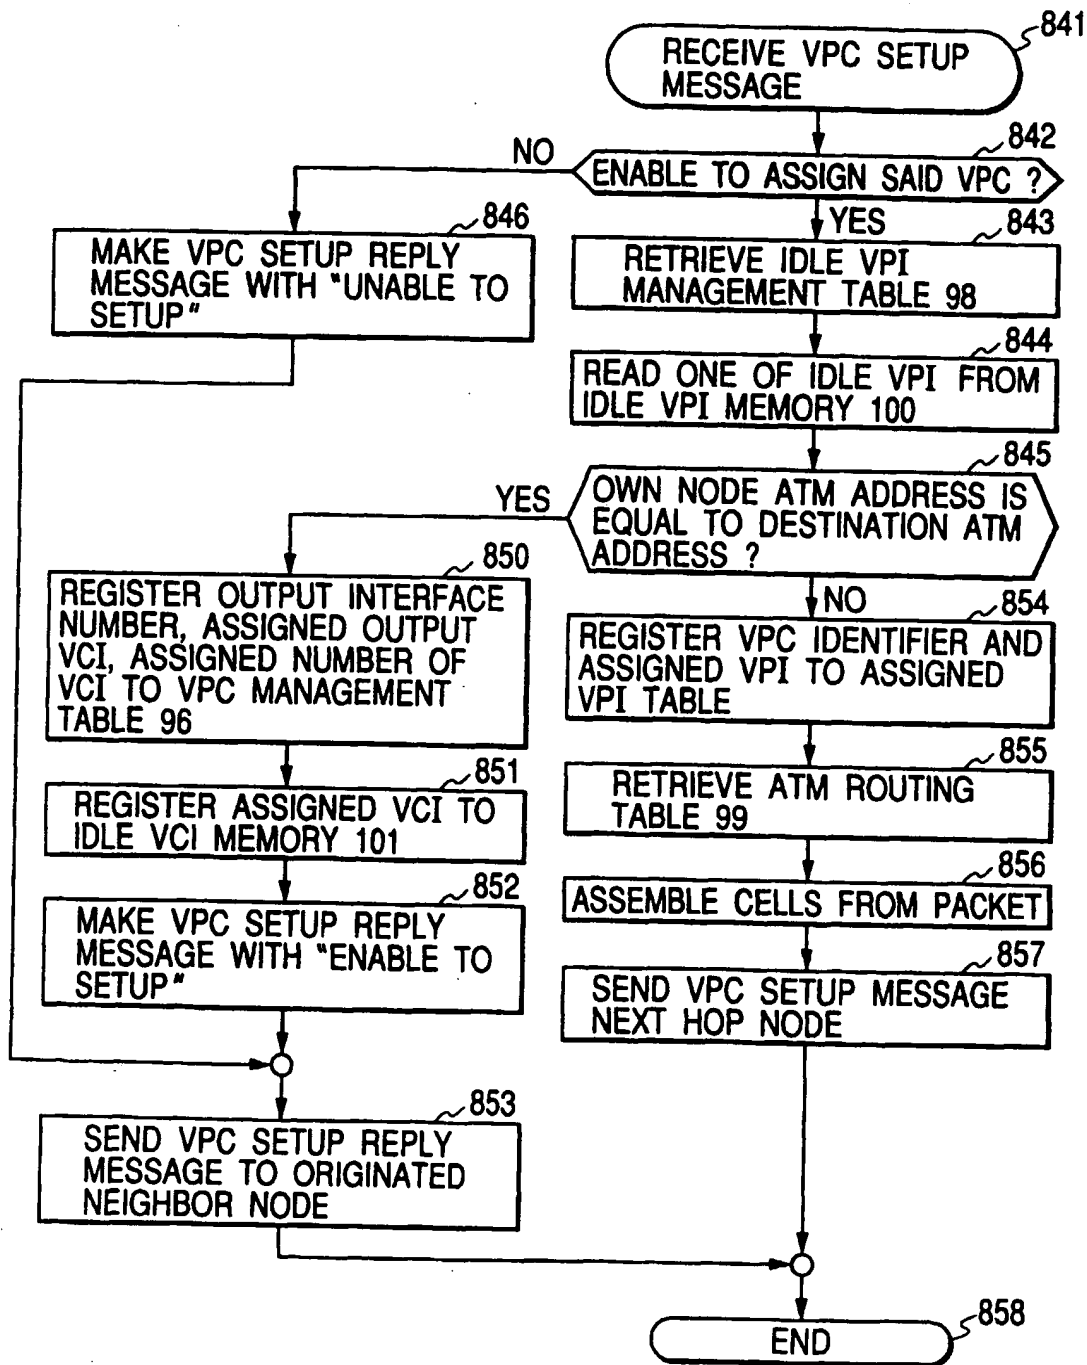 841
RECEIVE VPC SETUP
MESSAGE
842
NO
ENABLE TO ASSIGN SAID VPC ?
YES
846
MAKE VPC SETUP REPLY
MESSAGE WITH "UNABLE TO
SETUP"
843
RETRIEVE IDLE VPI
MANAGEMENT TABLE 98
844
READ ONE OF IDLE VPI FROM
IDLE VPI MEMORY 100
845
YES
OWN NODE ATM ADDRESS IS
EQUAL TO DESTINATION ATM
ADDRESS ?
NO
850
REGISTER OUTPUT INTERFACE
NUMBER, ASSIGNED OUTPUT
VCI, ASSIGNED NUMBER OF
VCI TO VPC MANAGEMENT
TABLE 96
854
REGISTER VPC IDENTIFIER AND
ASSIGNED VPI TO ASSIGNED
VPI TABLE
851
REGISTER ASSIGNED VCI TO
IDLE VCI MEMORY 101
855
RETRIEVE ATM ROUTING
TABLE 99
852
MAKE VPC SETUP REPLY
MESSAGE WITH "ENABLE TO
SETUP"
856
ASSEMBLE CELLS FROM PACKET
857
SEND VPC SETUP MESSAGE
NEXT HOP NODE
853
SEND VPC SETUP REPLY
MESSAGE TO ORIGINATED
NEIGHBOR NODE
858
END